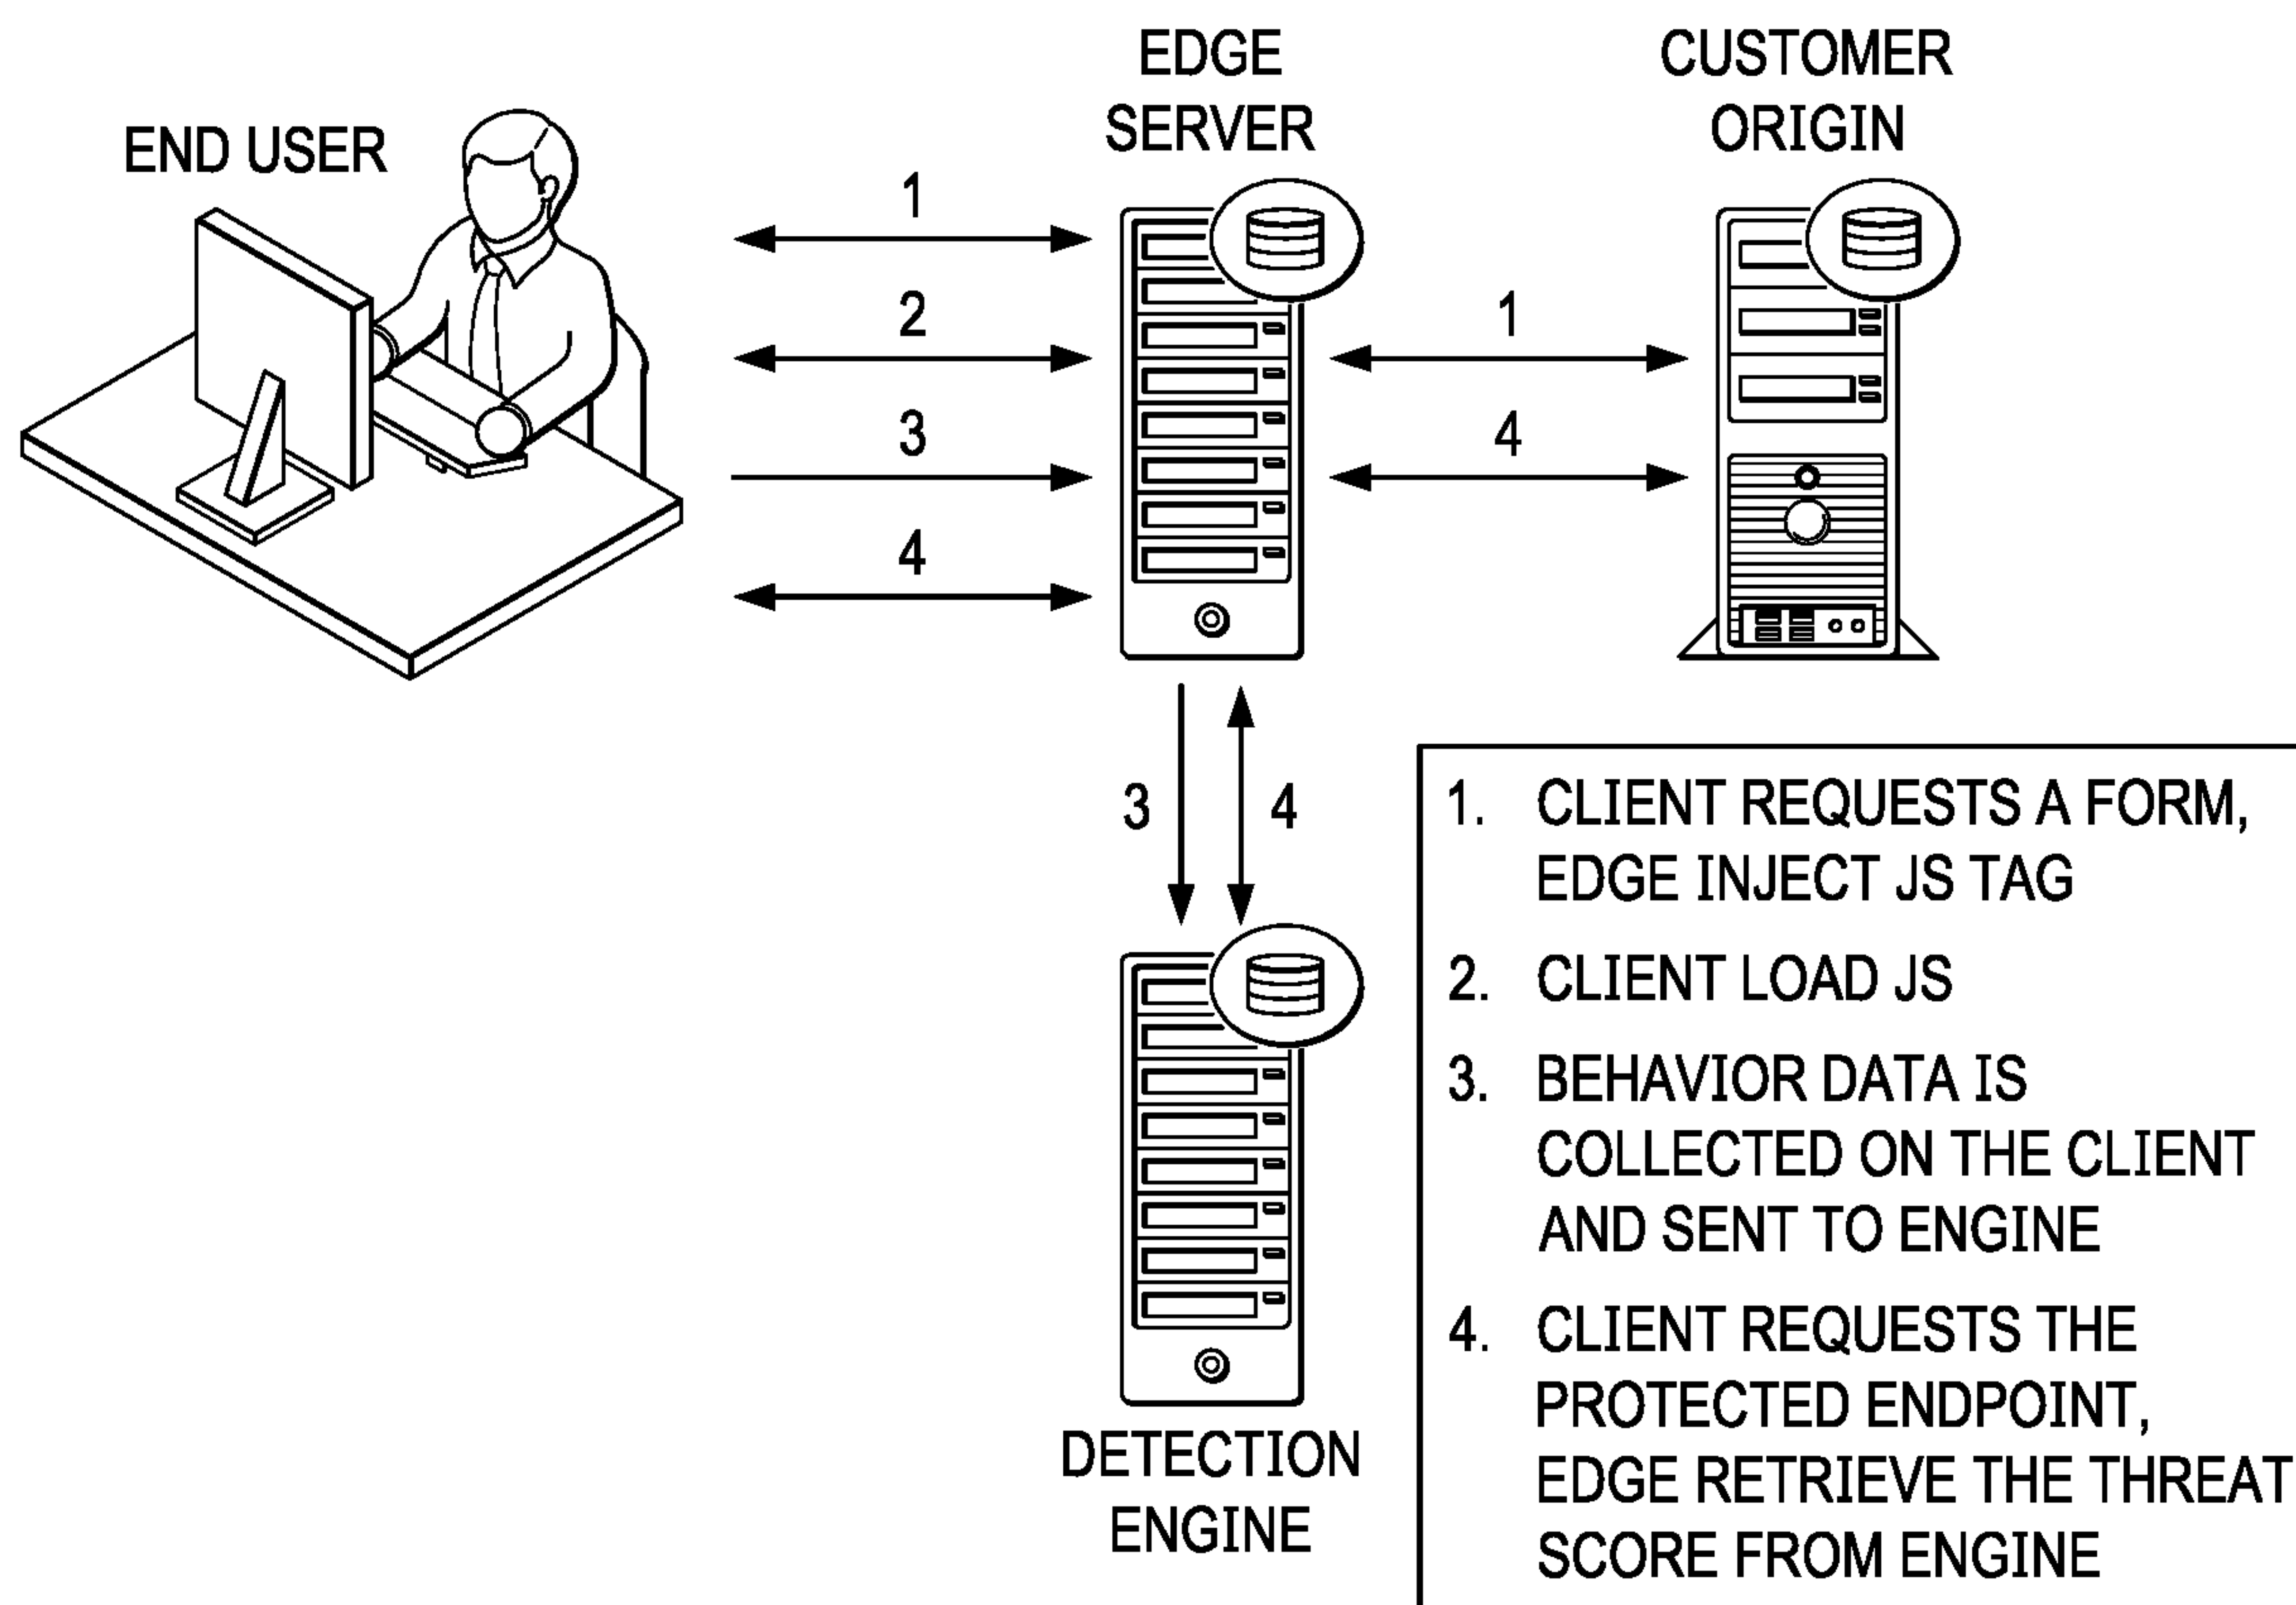 END USER
EDGE
SERVER
CUSTOMER
ORIGIN
1
2
3
4
1
4
3
4
DETECTION
ENGINE
1. CLIENT REQUESTS A FORM,
EDGE INJECT JS TAG
2. CLIENT LOAD JS
3. BEHAVIOR DATA IS
COLLECTED ON THE CLIENT
AND SENT TO ENGINE
4. CLIENT REQUESTS THE
PROTECTED ENDPOINT,
EDGE RETRIEVE THE THREAT
SCORE FROM ENGINE